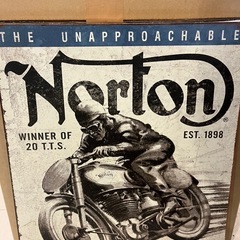 THE UNAPPROACHABLE
Norton®
WINNER OF
20 T.T.S.
EST. 1898